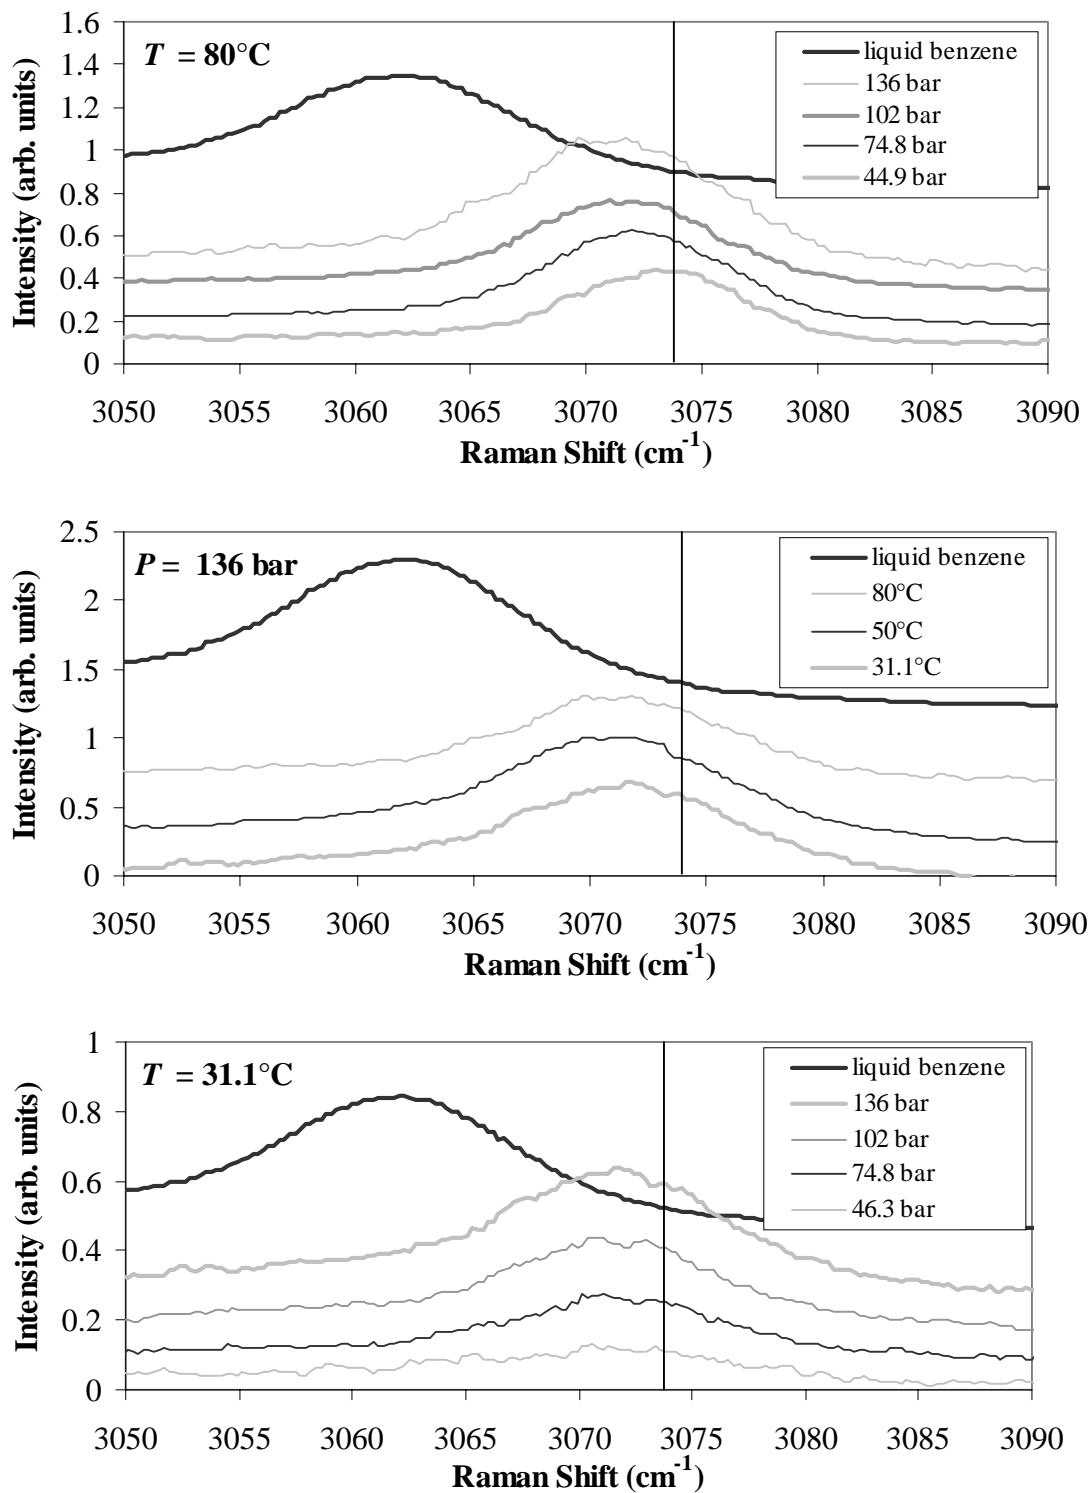 1.6
1.4
1.2
1
0.8
0.6
0.4
0.2
0
Intensity (arb. units)
T = 80°C
liquid benzene
136 bar
102 bar
74.8 bar
44.9 bar
3050 3055 3060 3065 3070 3075 3080 3085 3090
Raman Shift (cm⁻¹)
2.5
2
1.5
1
0.5
0
Intensity (arb. units)
P = 136 bar
liquid benzene
80°C
50°C
31.1°C
3050 3055 3060 3065 3070 3075 3080 3085 3090
Raman Shift (cm⁻¹)
1
0.8
0.6
0.4
0.2
0
Intensity (arb. units)
T = 31.1°C
liquid benzene
136 bar
102 bar
74.8 bar
46.3 bar
3050 3055 3060 3065 3070 3075 3080 3085 3090
Raman Shift (cm⁻¹)